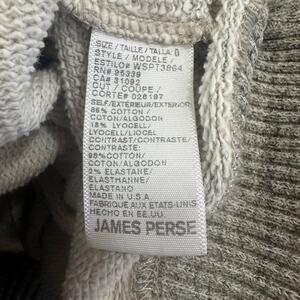 SIZE / TAILLE / TALLA: 0
STYLE / MODELE /
ESTILO# WSPT3864
RN# 95339
CA# 31092
CUT / COUPE /
CORTE# 026197
SELF/EXTERIEUR/EXTERIOR
85% COTTON /
COTON/ALGODON
15% LYOCELL/
LYOCELL/LIOCEL
CONTRAST/CONTRASTE/
CONTRASTE:
98% COTTON/
COTON/ALGODON
2% ELASTANE/
ELASTHANNE/
ELASTANO
MADE IN U.S.A.
FABRIQUE AUX ETATS-UNIS
HECHO EN EE.UU.
JAMES PERSE